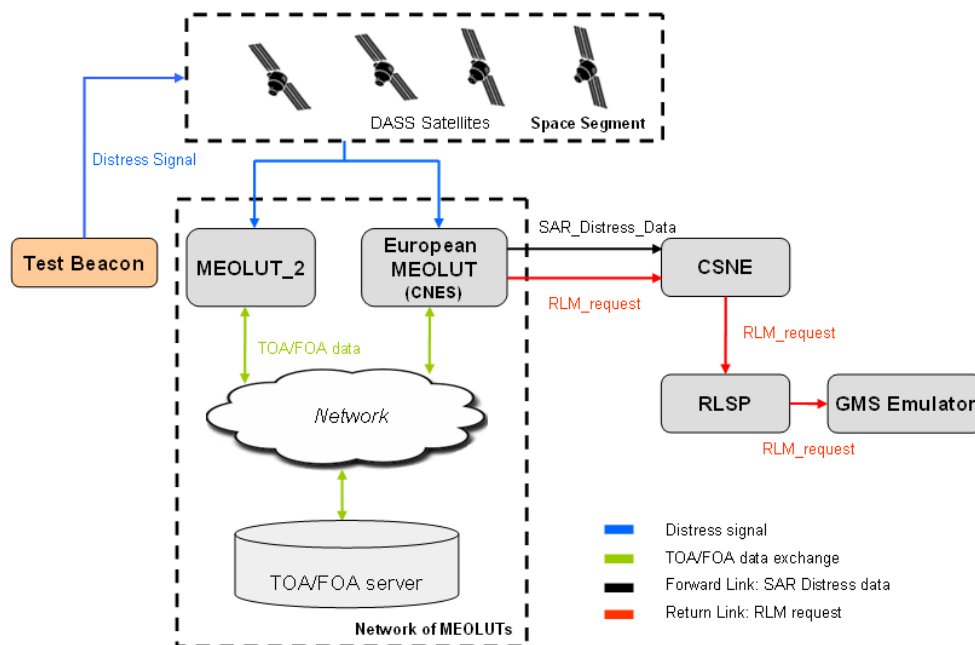 DASS Satellites
Space Segment
Distress Signal
Test Beacon
MEOLUT_2
European
MEOLUT
(CNES)
SAR_Distress_Data
RLM_request
CSNE
RLM_request
TOA/FOA data
Network
RLSP
GMS Emulator
RLM_request
TOA/FOA server
Network of MEOLUTs
Distress signal
TOA/FOA data exchange
Forward Link: SAR Distress data
Return Link: RLM request